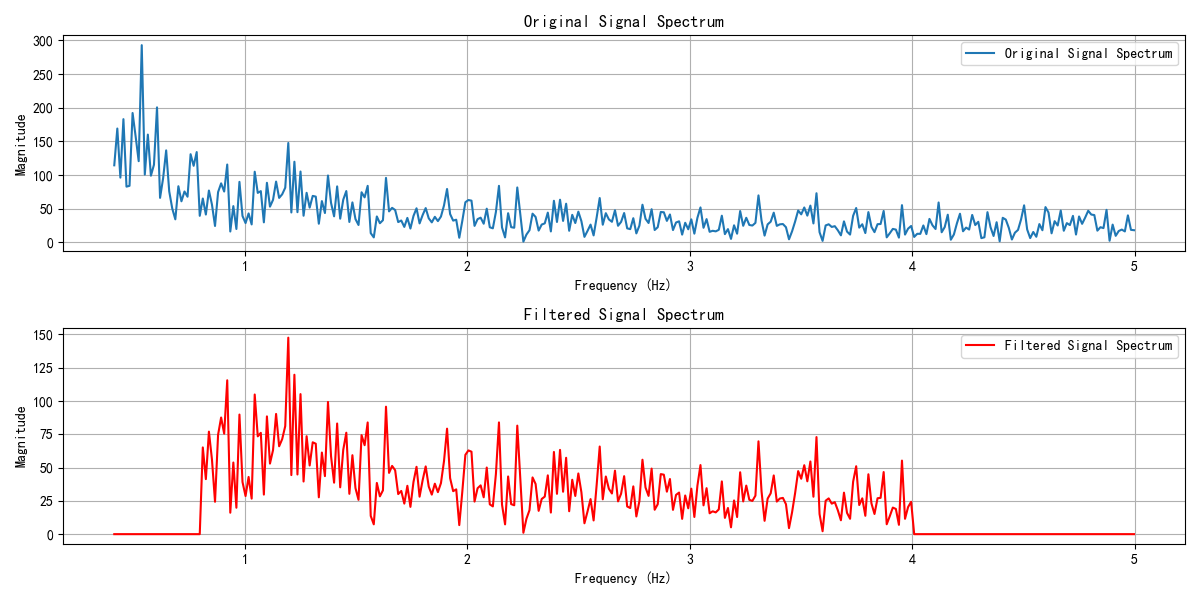 Original Signal Spectrum
300
250
200
150
100
50
0
Magnitude
Original Signal Spectrum
1 2 3 4 5
Frequency (Hz)
Filtered Signal Spectrum
150
125
100
75
50
25
0
Magnitude
Filtered Signal Spectrum
1 2 3 4 5
Frequency (Hz)